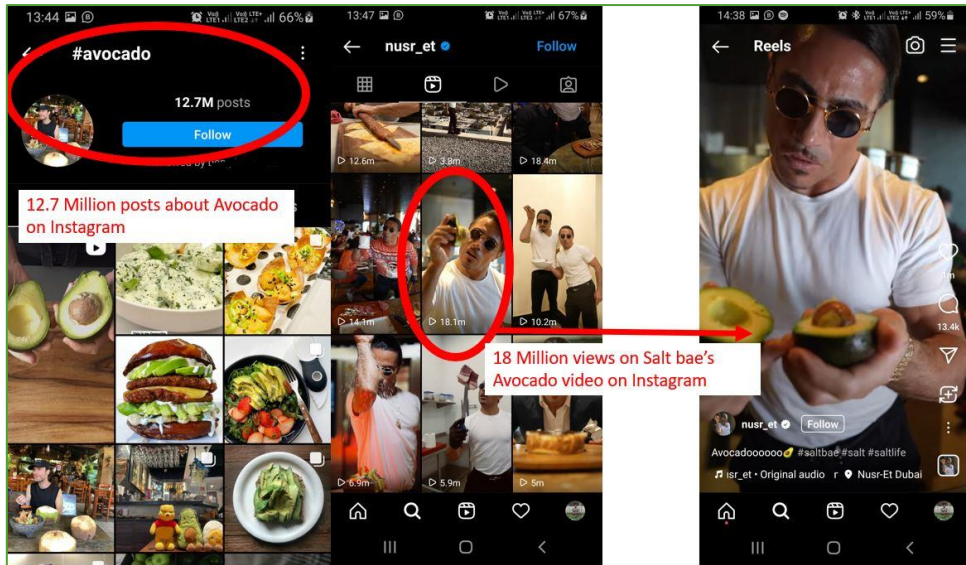 13:44
66%
#avocado
12.7M posts
Follow
12.7 Million posts about Avocado
on Instagram
13:47
67%
nusr_et
Follow
12.6m
3.8m
18.4m
14.1m
18.1m
10.2m
18 Million views on Salt bae's
Avocado video on Instagram
6.9m
5.9m
5m
14:38
59%
Reels
13.4k
nusr_et
Follow
Avocadoooooo🥑 #saltbae #salt #saltlife
ısr_et • Original audio
Nusr-Et Dubai